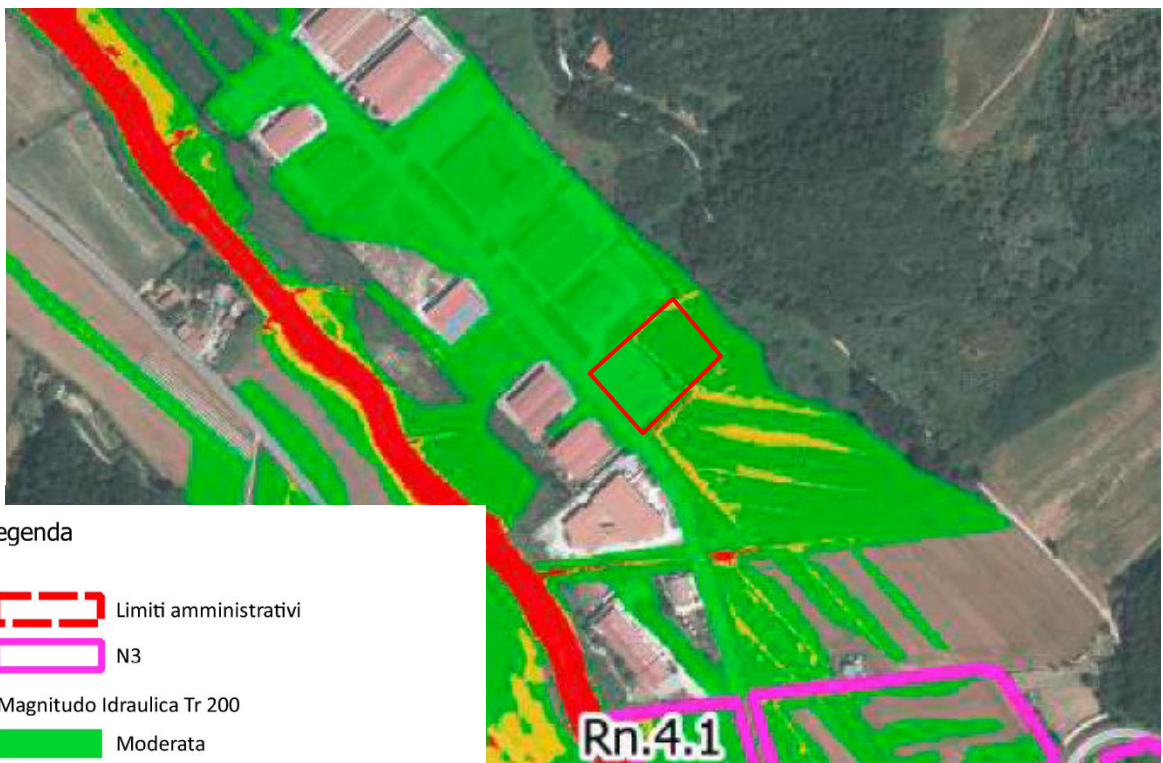 egenda
Limiti amministrativi
N3
Magnitudo Idraulica Tr 200
Moderata
Rn.4.1